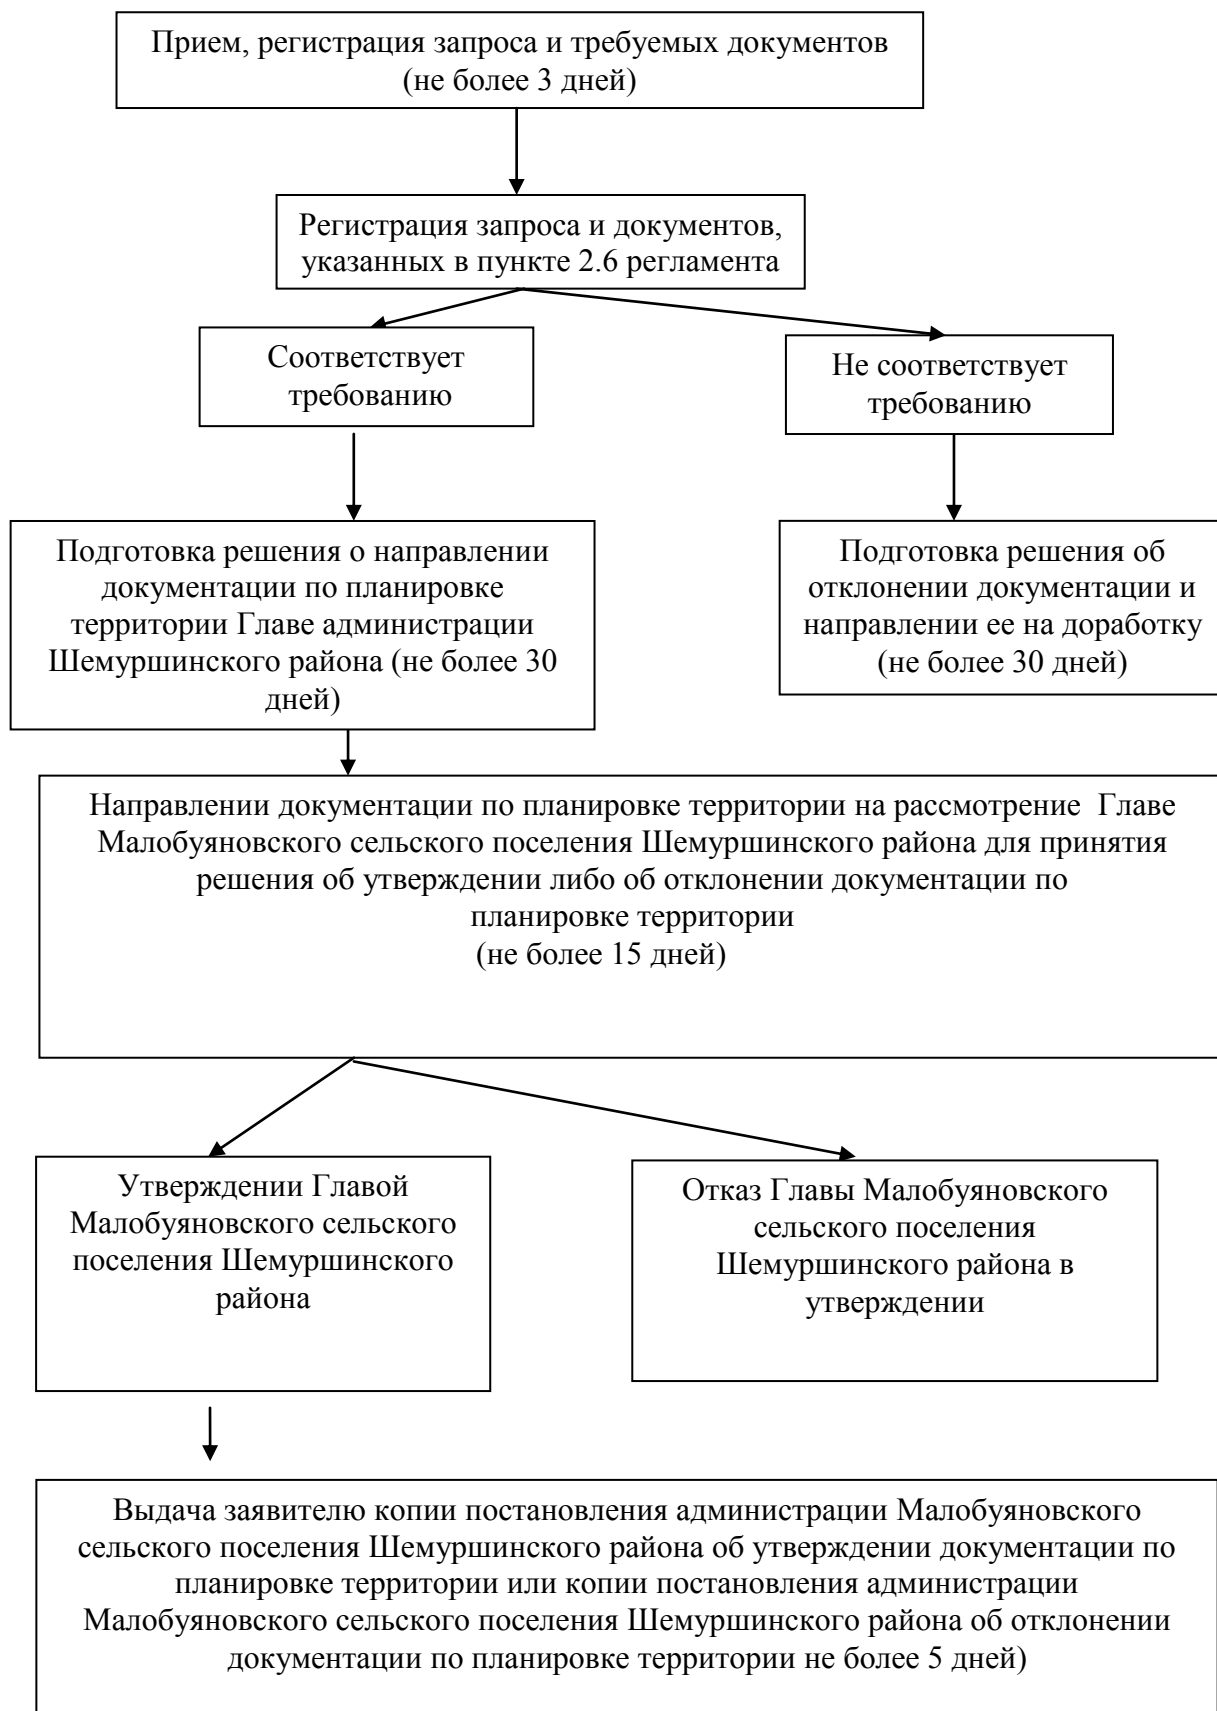 Прием, регистрация запроса и требуемых документов
(не более 3 дней)
Регистрация запроса и документов,
указанных в пункте 2.6 регламента
Соответствует
требованию
Не соответствует
требованию
Подготовка решения о направлении
документации по планировке
территории Главе администрации
Шемуршинского района (не более 30
дней)
Подготовка решения об
отклонении документации и
направлении ее на доработку
(не более 30 дней)
Направлении документации по планировке территории на рассмотрение  Главе
Малобуяновского сельского поселения Шемуршинского района для принятия
решения об утверждении либо об отклонении документации по
планировке территории
(не более 15 дней)
Утверждении Главой
Малобуяновского сельского
поселения Шемуршинского
района
Отказ Главы Малобуяновского
сельского поселения
Шемуршинского района в
утверждении
Выдача заявителю копии постановления администрации Малобуяновского
сельского поселения Шемуршинского района об утверждении документации по
планировке территории или копии постановления администрации
Малобуяновского сельского поселения Шемуршинского района об отклонении
документации по планировке территории не более 5 дней)